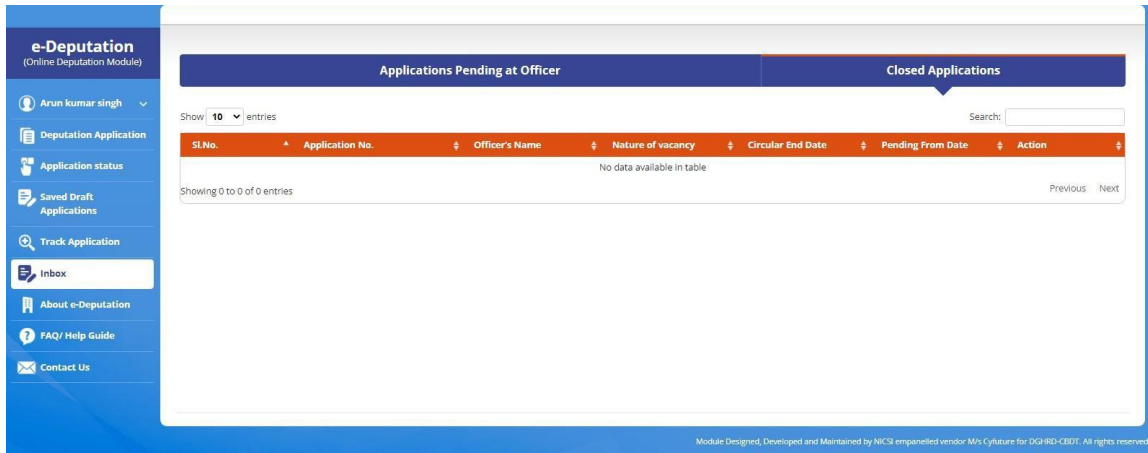 e-Deputation
(Online Deputation Module)
Arun kumar singh
Deputation Application
Application status
Saved Draft
Applications
Track Application
Inbox
About e-Deputation
FAQ/ Help Guide
Contact Us
Applications Pending at Officer
Closed Applications
Show 10 entries
Search:
Sl.No. Application No. Officer's Name Nature of vacancy Circular End Date Pending From Date Action
No data available in table
Showing 0 to 0 of 0 entries
Previous Next
Module Designed, Developed and Maintained by NICSI empanelled vendor M/s Cyfuture for DGHRD-CBDT. All rights reserved